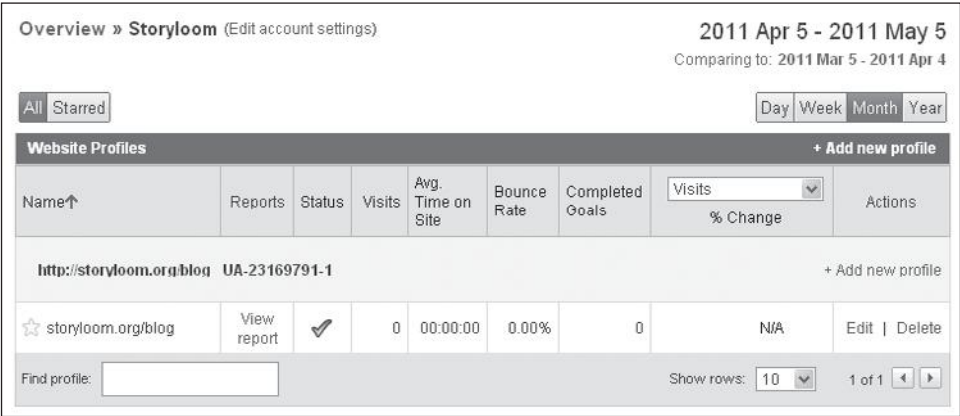 Overview » Storyloom (Edit account settings)
2011 Apr 5 - 2011 May 5
Comparing to: 2011 Mar 5 - 2011 Apr 4
All Starred
Day Week Month Year
Website Profiles + Add new profile
Name↑ Reports Status Visits Avg. Time on Site Bounce Rate Completed Goals Visits % Change Actions
http://storyloom.org/blog UA-23169791-1 + Add new profile
storyloom.org/blog View report ✓ 0 00:00:00 0.00% 0 N/A Edit | Delete
Find profile: Show rows: 10 1 of 1